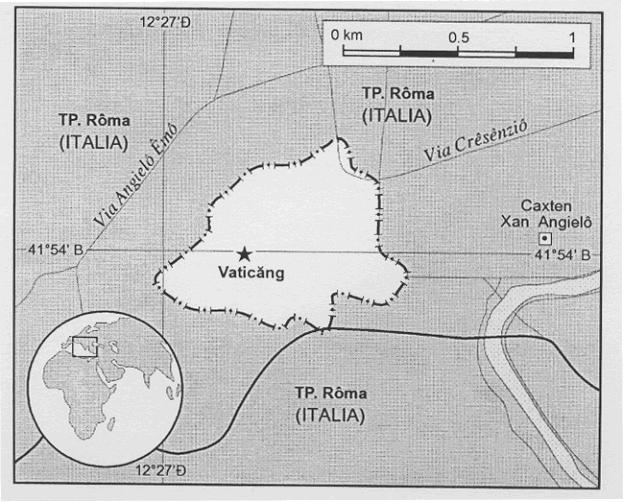 12°27'Đ
0 km 0.5 1
TP. Rôma
(ITALIA)
TP. Rôma
(ITALIA)
Via Angielô Êmô
Via Crêsênziô
Caxten
Xan Angielô
41°54' B
41°54' B
Vaticăng
TP. Rôma
(ITALIA)
12°27'Đ